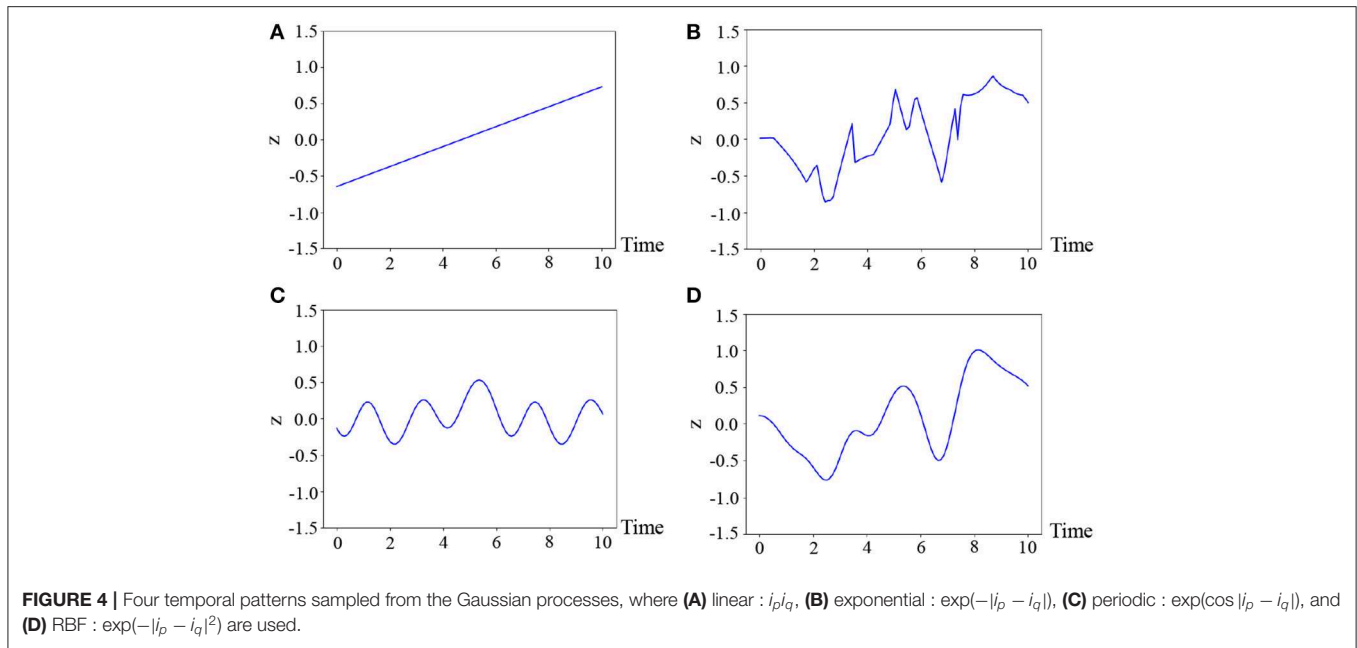 A
1.5
1.0
0.5
0.0
-0.5
-1.0
-1.5
z
0 2 4 6 8 10
Time
B
1.5
1.0
0.5
0.0
-0.5
-1.0
-1.5
z
0 2 4 6 8 10
Time
C
1.5
1.0
0.5
0.0
-0.5
-1.0
-1.5
z
0 2 4 6 8 10
Time
D
1.5
1.0
0.5
0.0
-0.5
-1.0
-1.5
z
0 2 4 6 8 10
Time
FIGURE 4 | Four temporal patterns sampled from the Gaussian processes, where (A) linear : iₚi_q, (B) exponential : exp(−|iₚ − i_q|), (C) periodic : exp(cos |iₚ − i_q|), and
(D) RBF : exp(−|iₚ − i_q|²) are used.